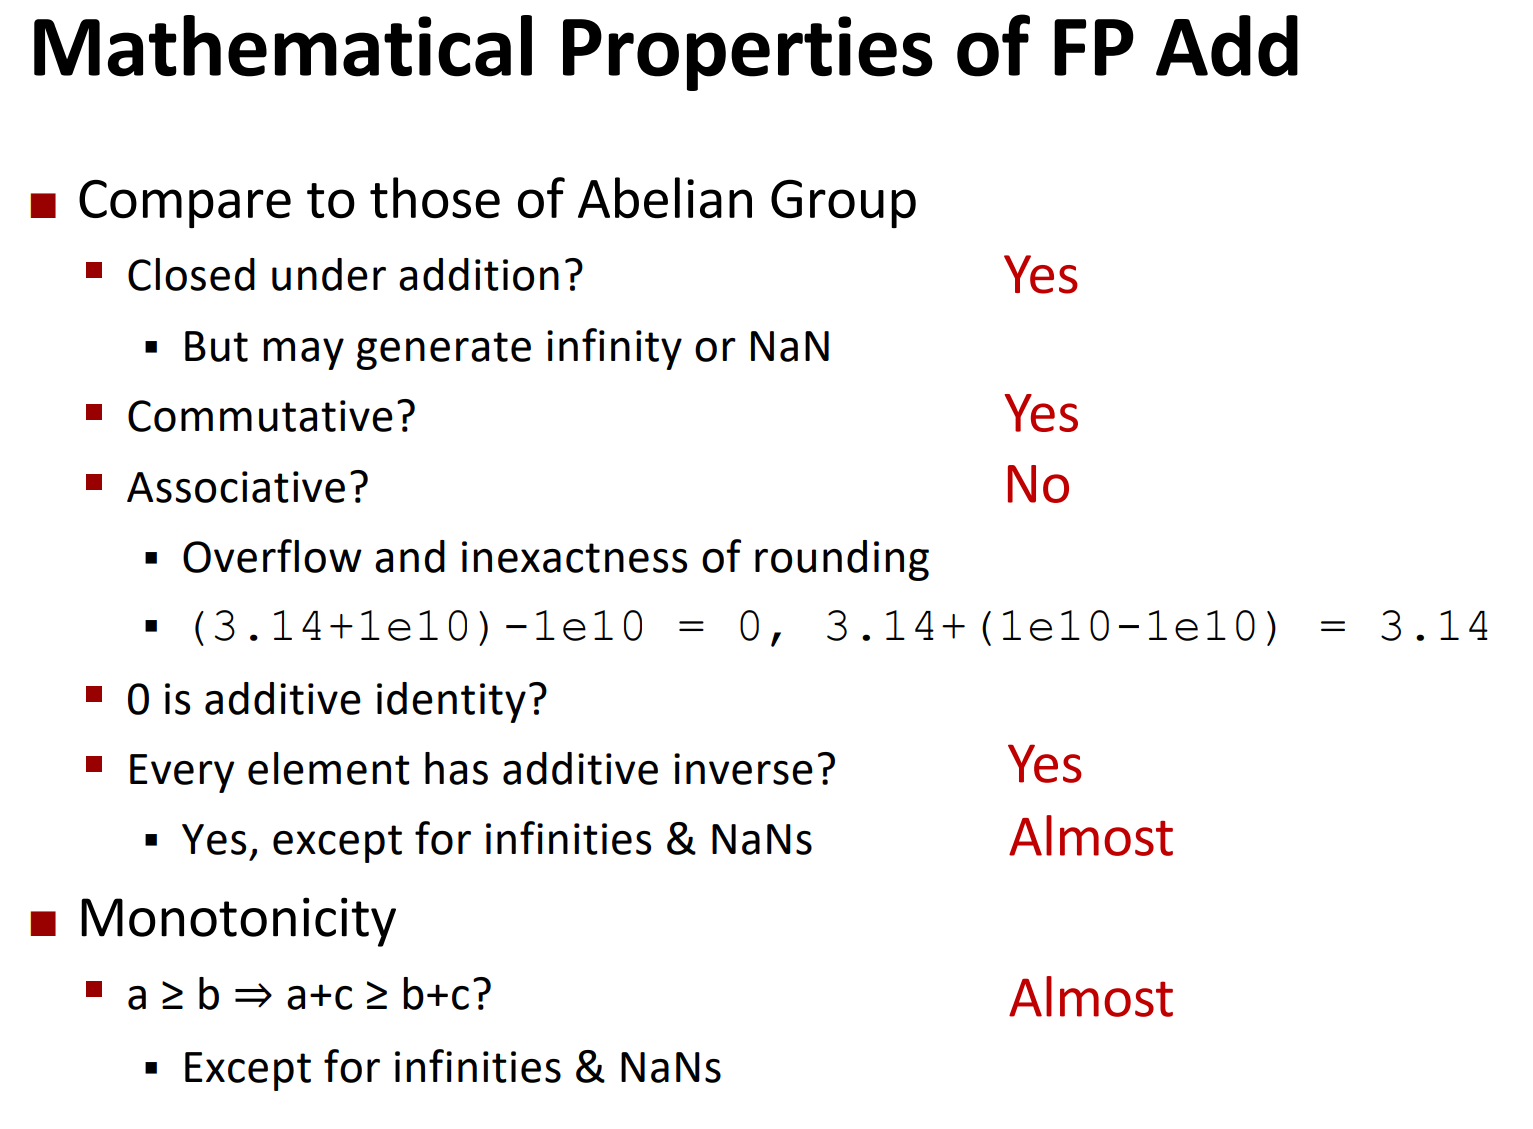 Mathematical Properties of FP Add
Compare to those of Abelian Group
Closed under addition? Yes
But may generate infinity or NaN
Commutative? Yes
Associative? No
Overflow and inexactness of rounding
(3.14+1e10)-1e10 = 0, 3.14+(1e10-1e10) = 3.14
0 is additive identity?
Every element has additive inverse? Yes
Yes, except for infinities & NaNs Almost
Monotonicity
a ≥ b ⇒ a+c ≥ b+c? Almost
Except for infinities & NaNs